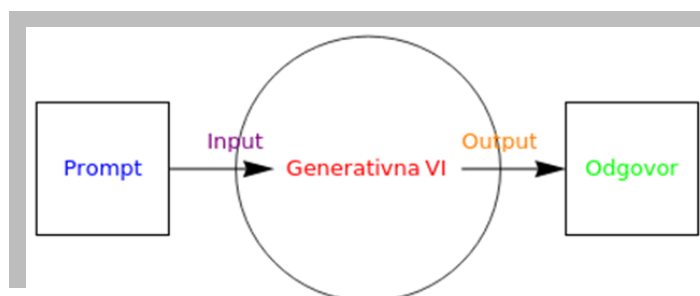 Prompt
Input
Generativna VI
Output
Odgovor